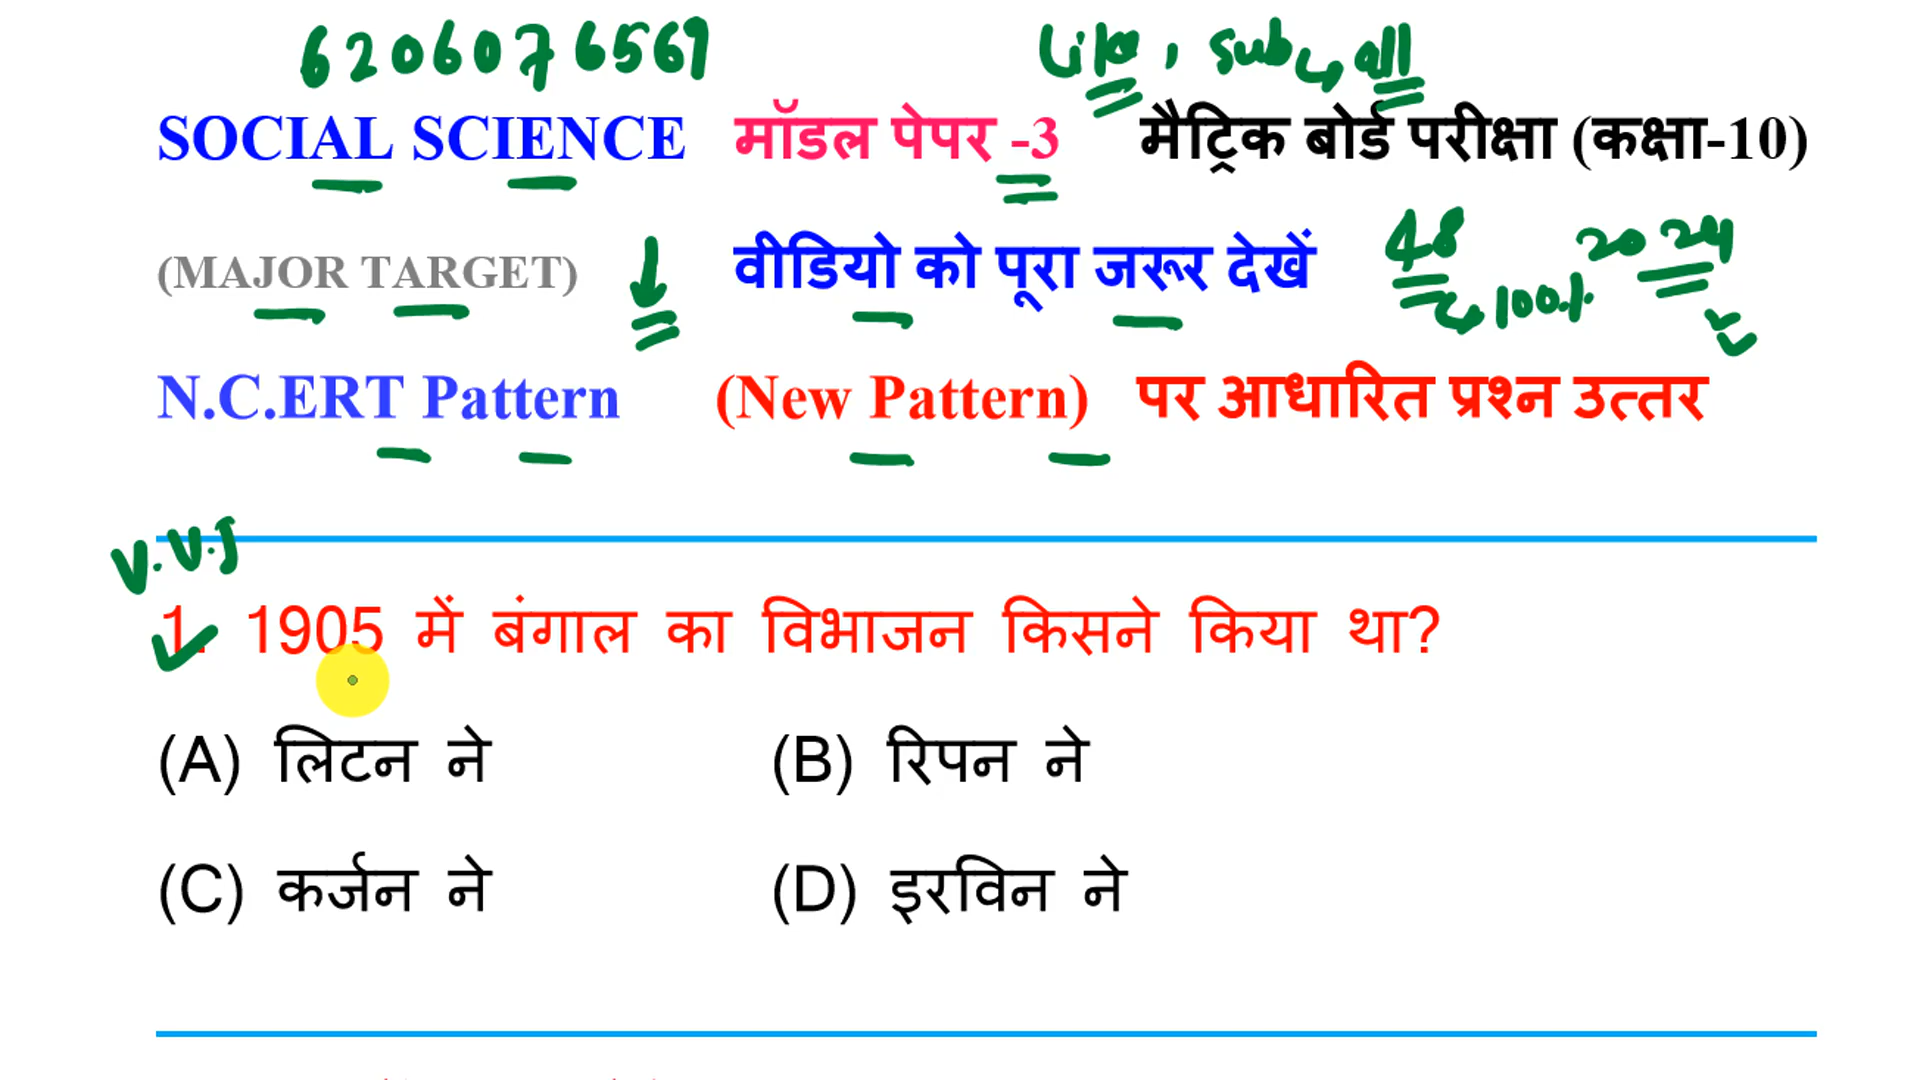 6206076569 Like, sub, all
SOCIAL SCIENCE मॉडल पेपर -3 मैट्रिक बोर्ड परीक्षा (कक्षा-10)
(MAJOR TARGET) वीडियो को पूरा जरूर देखें 48 100% 2024
N.C.ERT Pattern (New Pattern) पर आधारित प्रश्न उत्तर
V.V.I
1. 1905 में बंगाल का विभाजन किसने किया था?
(A) लिटन ने (B) रिपन ने
(C) कर्जन ने (D) इरविन ने